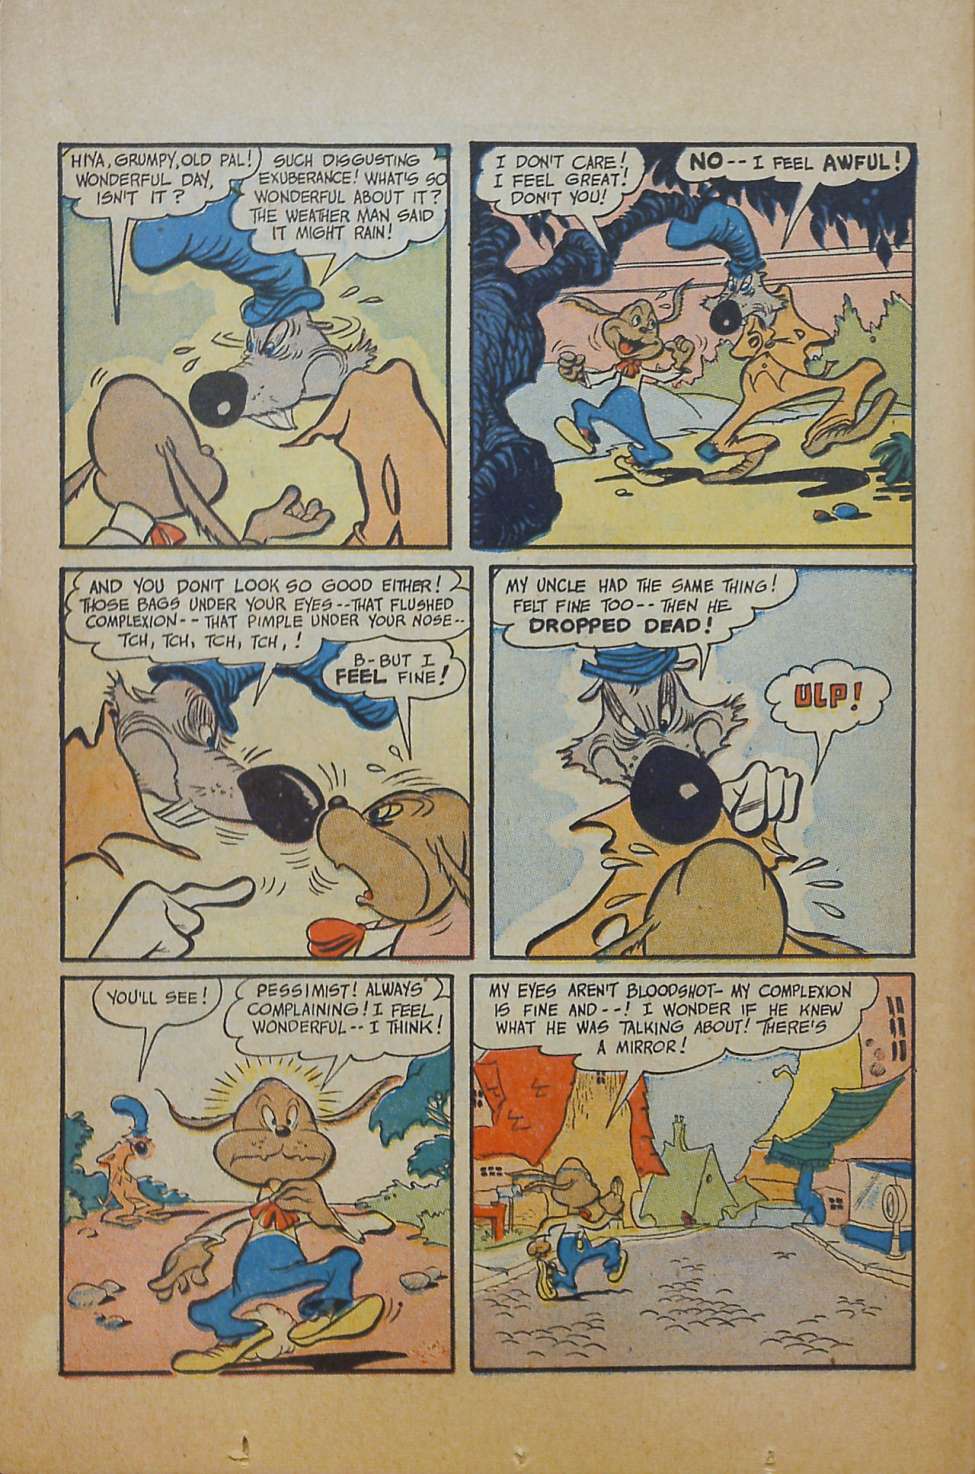 HIYA, GRUMPY, OLD PAL!
WONDERFUL DAY,
ISN'T IT?
SUCH DISGUSTING
EXUBERANCE! WHAT'S SO
WONDERFUL ABOUT IT?
THE WEATHER MAN SAID
IT MIGHT RAIN!
I DON'T CARE!
I FEEL GREAT!
DON'T YOU!
NO-- I FEEL AWFUL!
AND YOU DON'T LOOK SO GOOD EITHER!
THOSE BAGS UNDER YOUR EYES--THAT FLUSHED
COMPLEXION-- THAT PIMPLE UNDER YOUR NOSE--
TCH, TCH, TCH, TCH,!
B-BUT I
FEEL FINE!
MY UNCLE HAD THE SAME THING!
FELT FINE TOO-- THEN HE
DROPPED DEAD!
ULP!
YOU'LL SEE!
PESSIMIST! ALWAYS
COMPLAINING! I FEEL
WONDERFUL-- I THINK!
MY EYES AREN'T BLOODSHOT- MY COMPLEXION
IS FINE AND--! I WONDER IF HE KNEW
WHAT HE WAS TALKING ABOUT! THERE'S
A MIRROR!